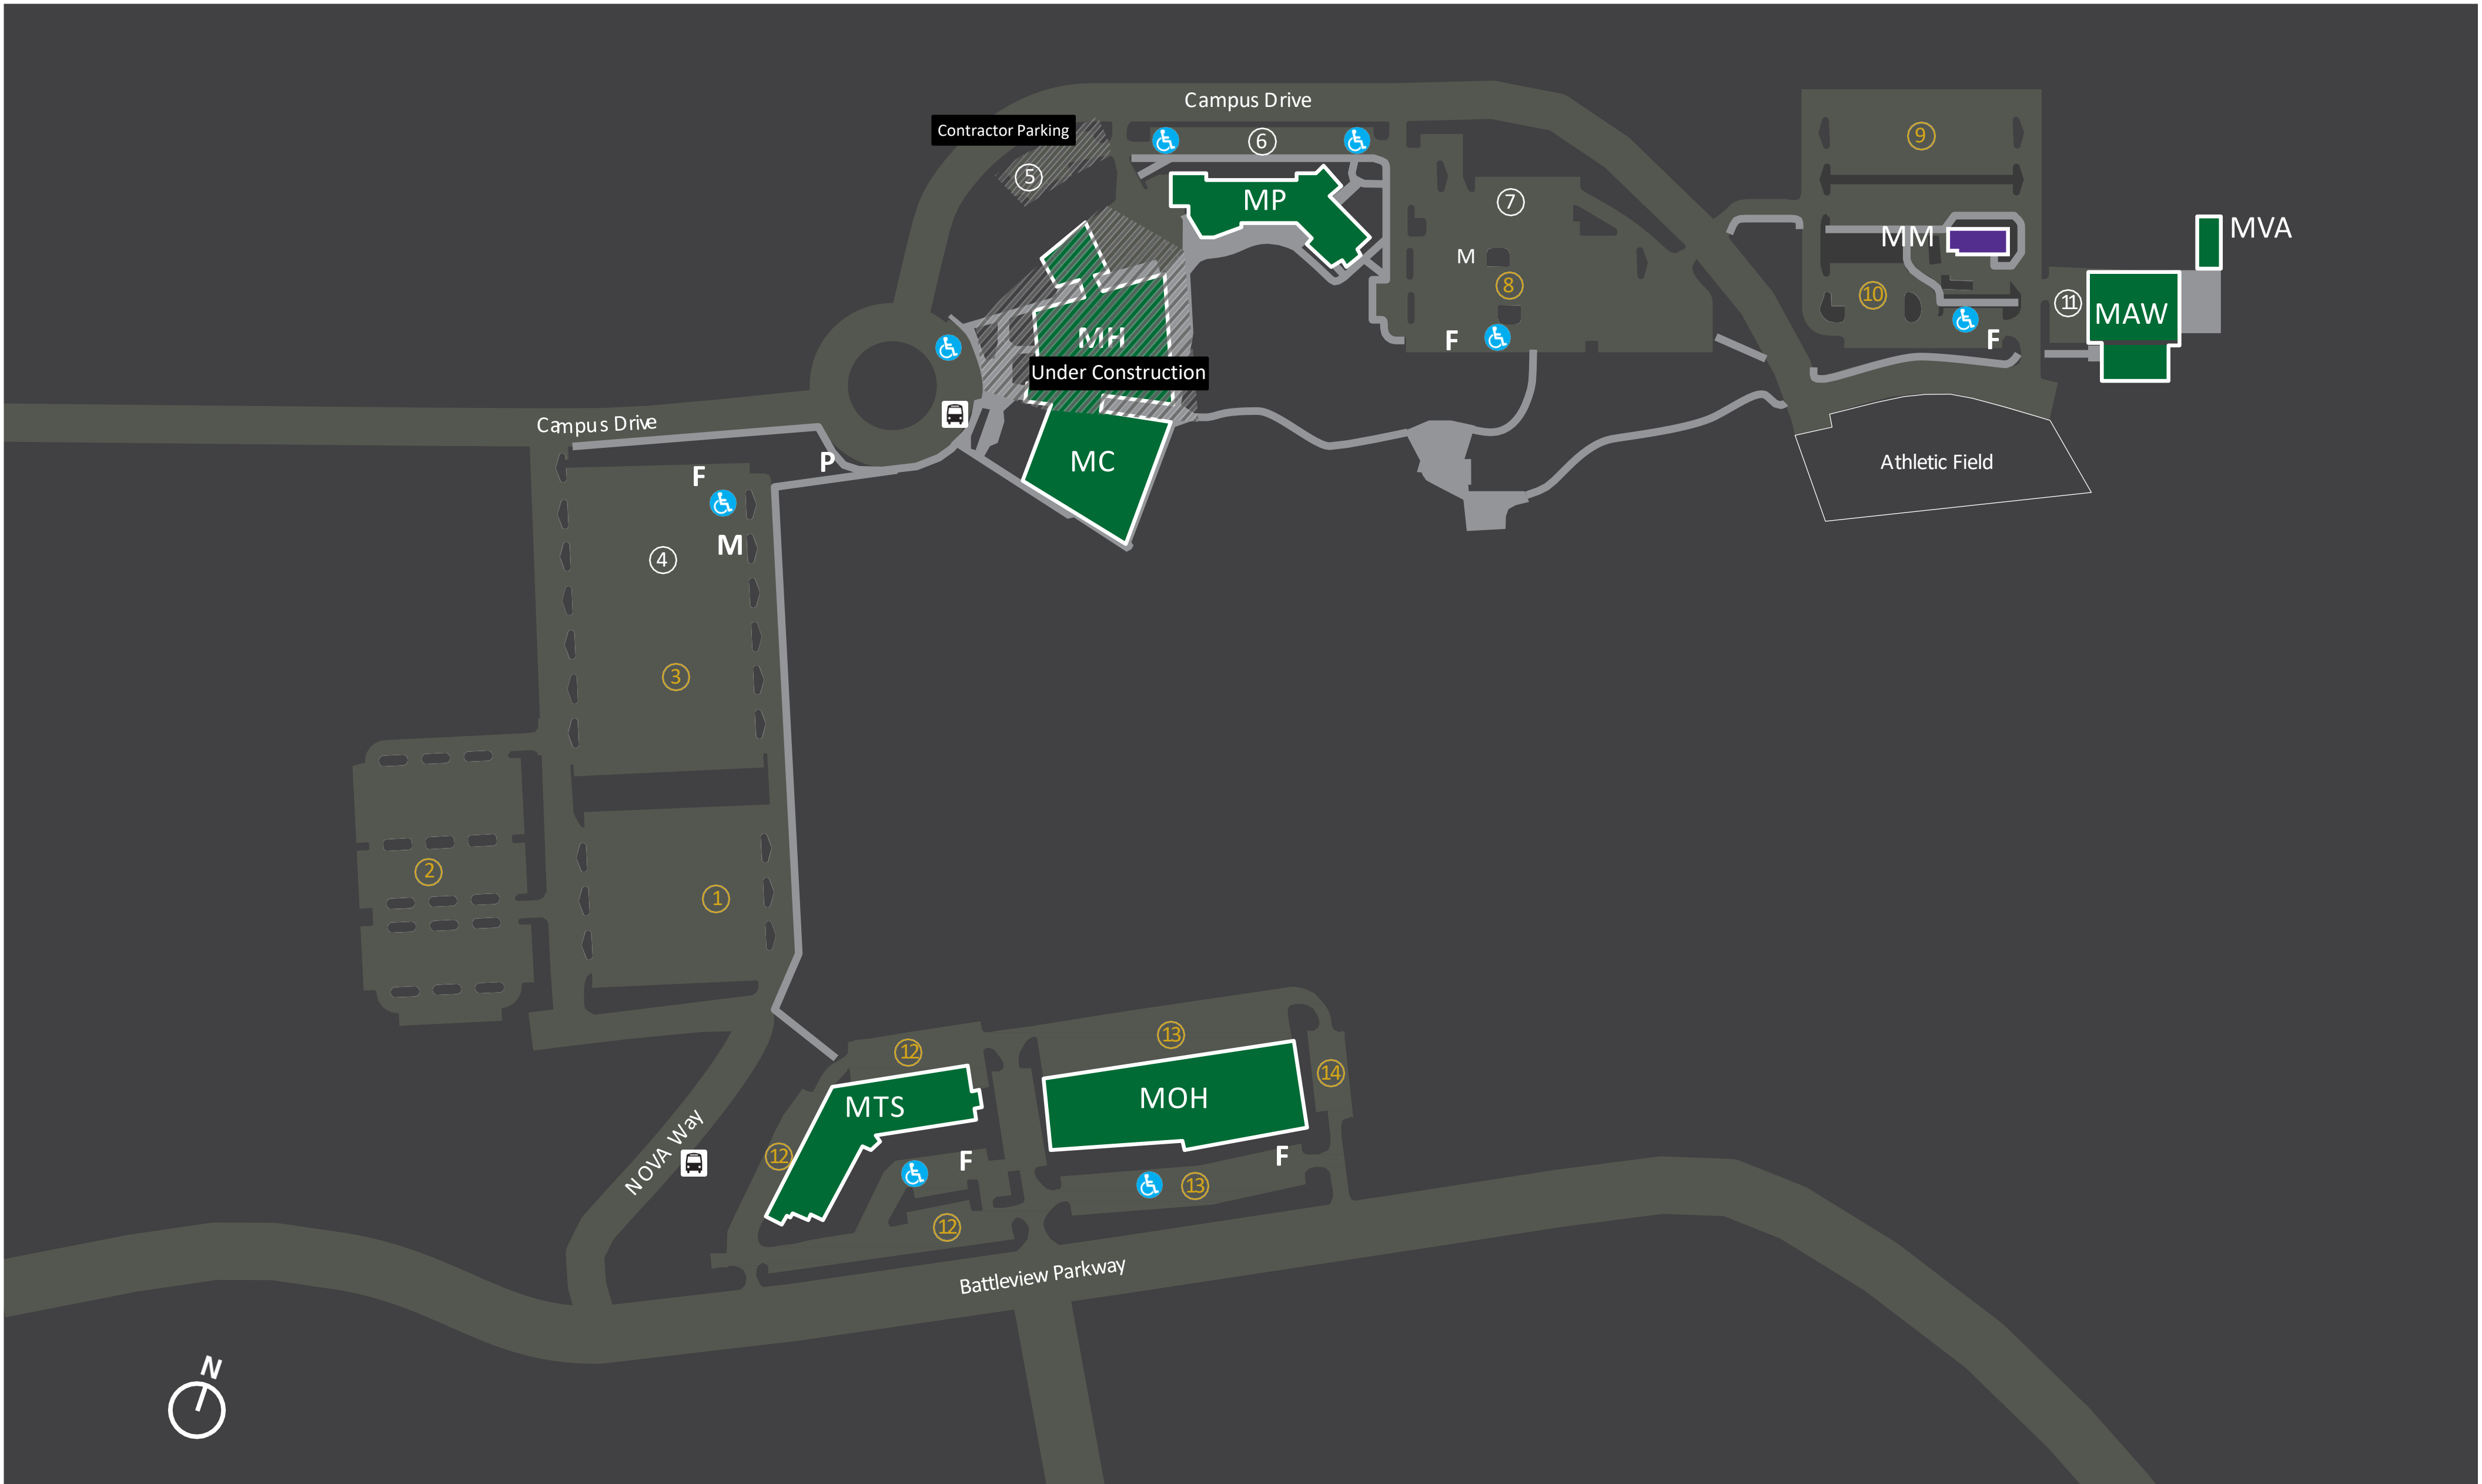 Campus Drive
Contractor Parking
6
9
5
MP
7
MVA
MM
M
8
10
11
MAW
MH
F
F
Under Construction
Campus Drive
P
MC
Athletic Field
F
M
4
3
2
1
13
12
14
MOH
MTS
NOVA Way
12
F
F
13
12
Battleview Parkway
N